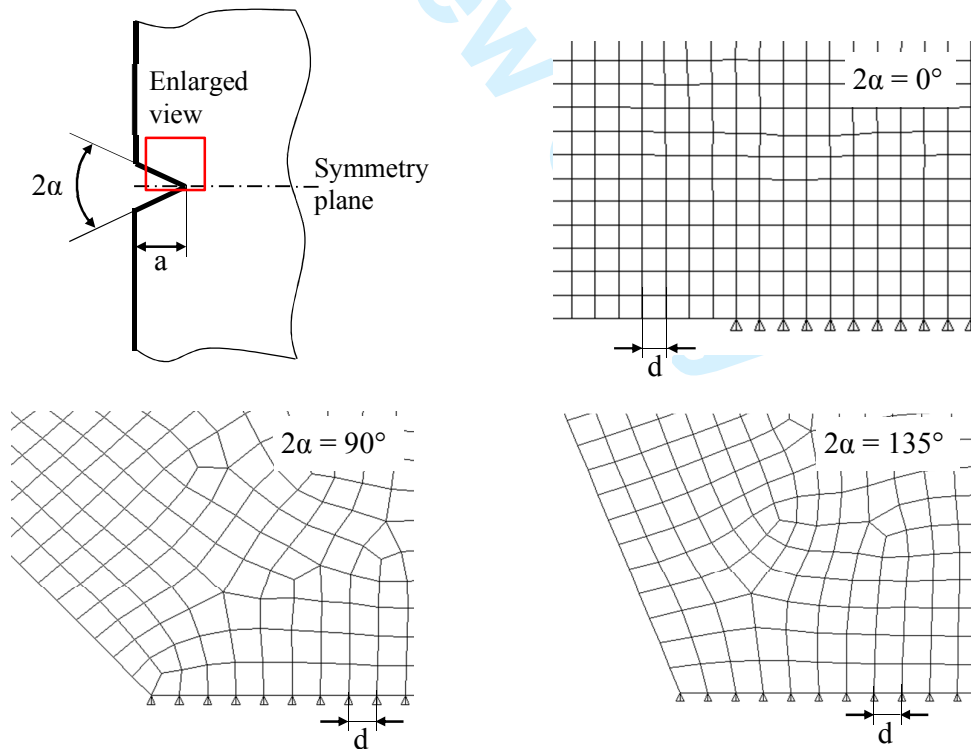 Enlarged
view
2α
Symmetry
plane
a
2α = 0°
d
2α = 90°
d
2α = 135°
d